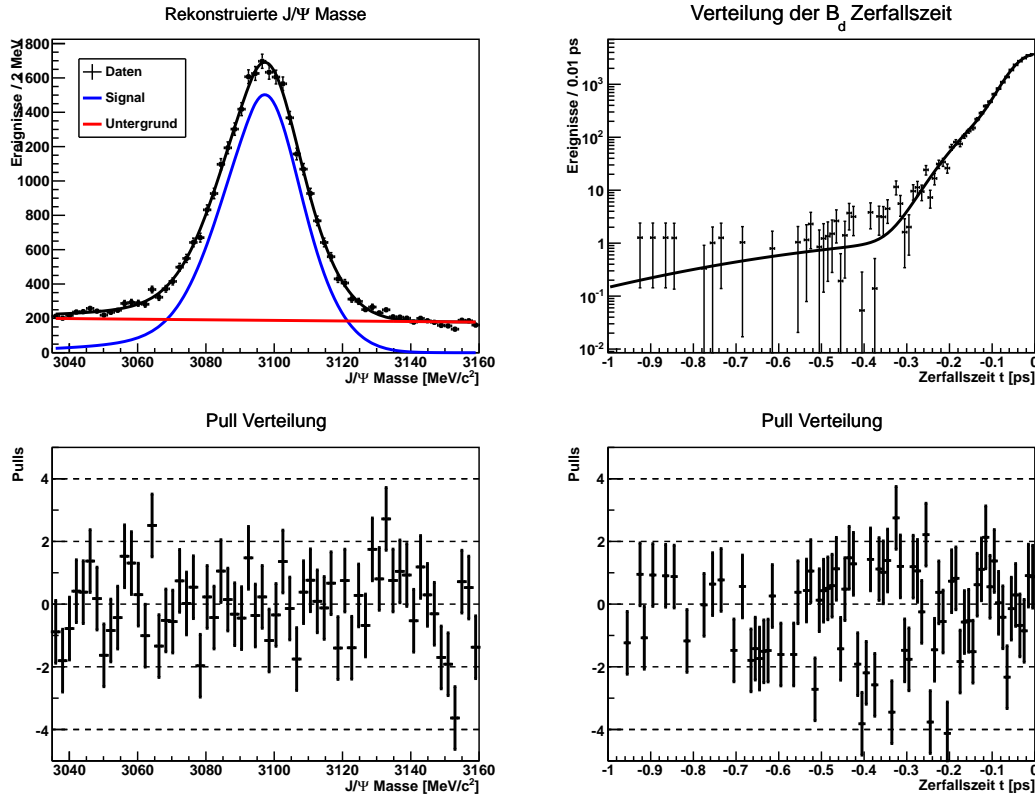 Rekonstruierte J/Ψ Masse
Ereignisse / 2 MeV
1800
1600
1400
1200
1000
800
600
400
200
0
Daten
Signal
Untergrund
3040 3060 3080 3100 3120 3140 3160
J/Ψ Masse [MeV/c²]
Verteilung der B_d Zerfallszeit
Ereignisse / 0.01 ps
10³
10²
10
1
10⁻¹
10⁻²
-1 -0.9 -0.8 -0.7 -0.6 -0.5 -0.4 -0.3 -0.2 -0.1 0
Zerfallszeit t [ps]
Pull Verteilung
Pulls
4
2
0
-2
-4
3040 3060 3080 3100 3120 3140 3160
J/Ψ Masse [MeV/c²]
Pull Verteilung
Pulls
4
2
0
-2
-4
-1 -0.9 -0.8 -0.7 -0.6 -0.5 -0.4 -0.3 -0.2 -0.1 0
Zerfallszeit t [ps]